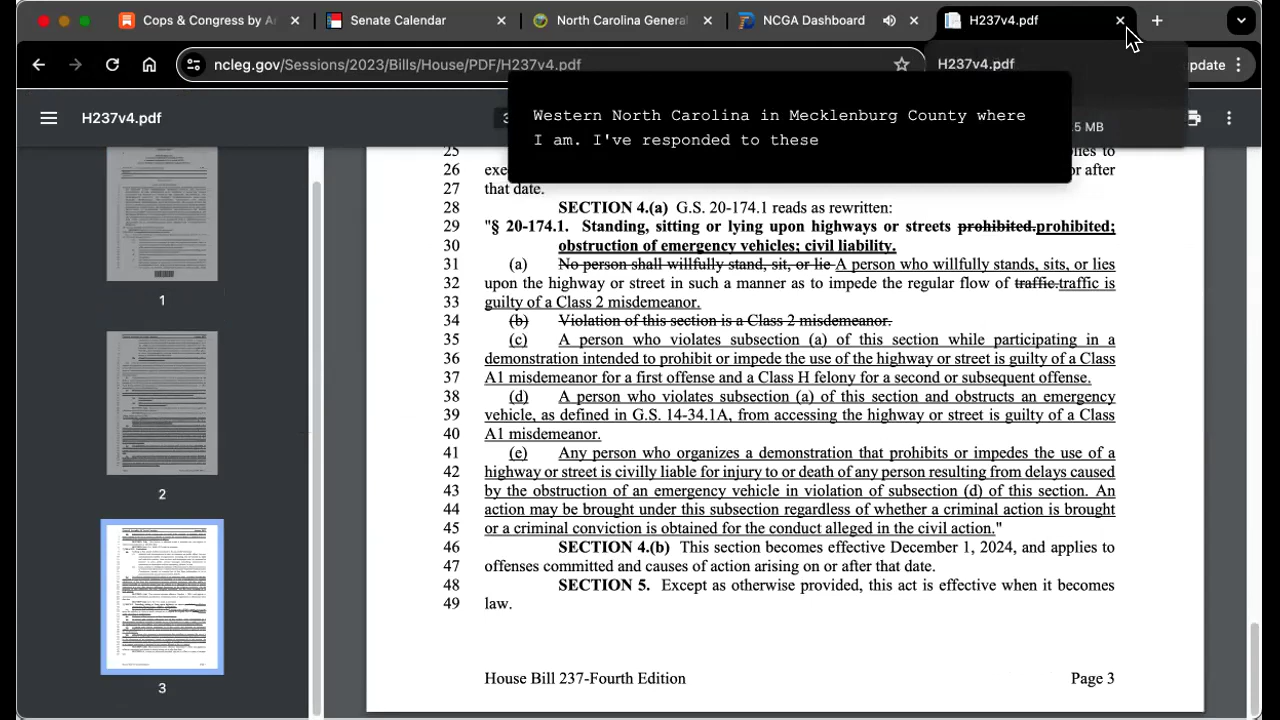 Cops & Congress by A
Senate Calendar
North Carolina General
NCGA Dashboard
H237v4.pdf
ncleg.gov/Sessions/2023/Bills/House/PDF/H237v4.pdf
H237v4.pdf
update
H237v4.pdf
3
.5 MB
Western North Carolina in Mecklenburg County where
I am. I've responded to these
25 to
26 exe or after
27 that date.
28 SECTION 4.(a) G.S. 20-174.1 reads as rewritten:
29 "§ 20-174.1. Standing, sitting or lying upon highways or streets prohibited.prohibited;
30 obstruction of emergency vehicles; civil liability.
31 (a) No person shall willfully stand, sit, or lie A person who willfully stands, sits, or lies
32 upon the highway or street in such a manner as to impede the regular flow of traffic.traffic is
33 guilty of a Class 2 misdemeanor.
34 (b) Violation of this section is a Class 2 misdemeanor.
35 (c) A person who violates subsection (a) of this section while participating in a
36 demonstration intended to prohibit or impede the use of the highway or street is guilty of a Class
37 A1 misdemeanor for a first offense and a Class H felony for a second or subsequent offense.
38 (d) A person who violates subsection (a) of this section and obstructs an emergency
39 vehicle, as defined in G.S. 14-34.1A, from accessing the highway or street is guilty of a Class
40 A1 misdemeanor.
41 (e) Any person who organizes a demonstration that prohibits or impedes the use of a
42 highway or street is civilly liable for injury to or death of any person resulting from delays caused
43 by the obstruction of an emergency vehicle in violation of subsection (d) of this section. An
44 action may be brought under this subsection regardless of whether a criminal action is brought
45 or a criminal conviction is obtained for the conduct alleged in the civil action."
46 SECTION 4.(b) This section becomes effective December 1, 2024, and applies to
47 offenses committed and causes of action arising on or after that date.
48 SECTION 5. Except as otherwise provided, this act is effective when it becomes
49 law.
House Bill 237-Fourth Edition Page 3
1
2
3